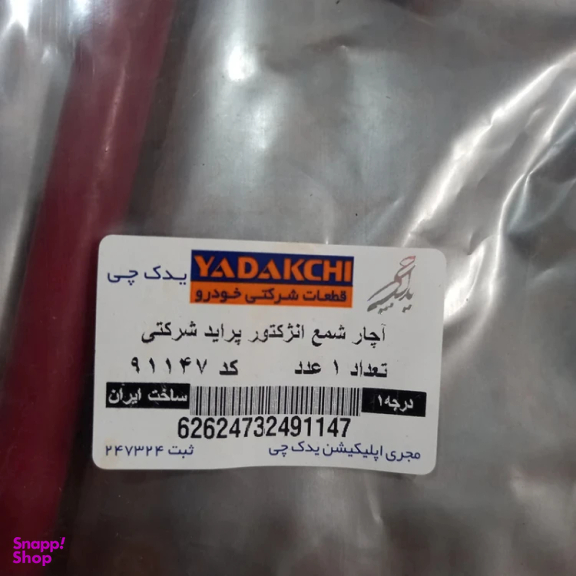 یدک چی YADAKCHI
قطعات شرکتی خودرو
آچار شمع انژکتور پراید شرکتی
تعداد ۱ عدد کد ۹۱۱۴۷
درجه۱ ساخت ایران
62624732491147
مجری اپلیکیشن یدک چی ثبت ۲۴۷۳۲۴
Snapp!
Shop